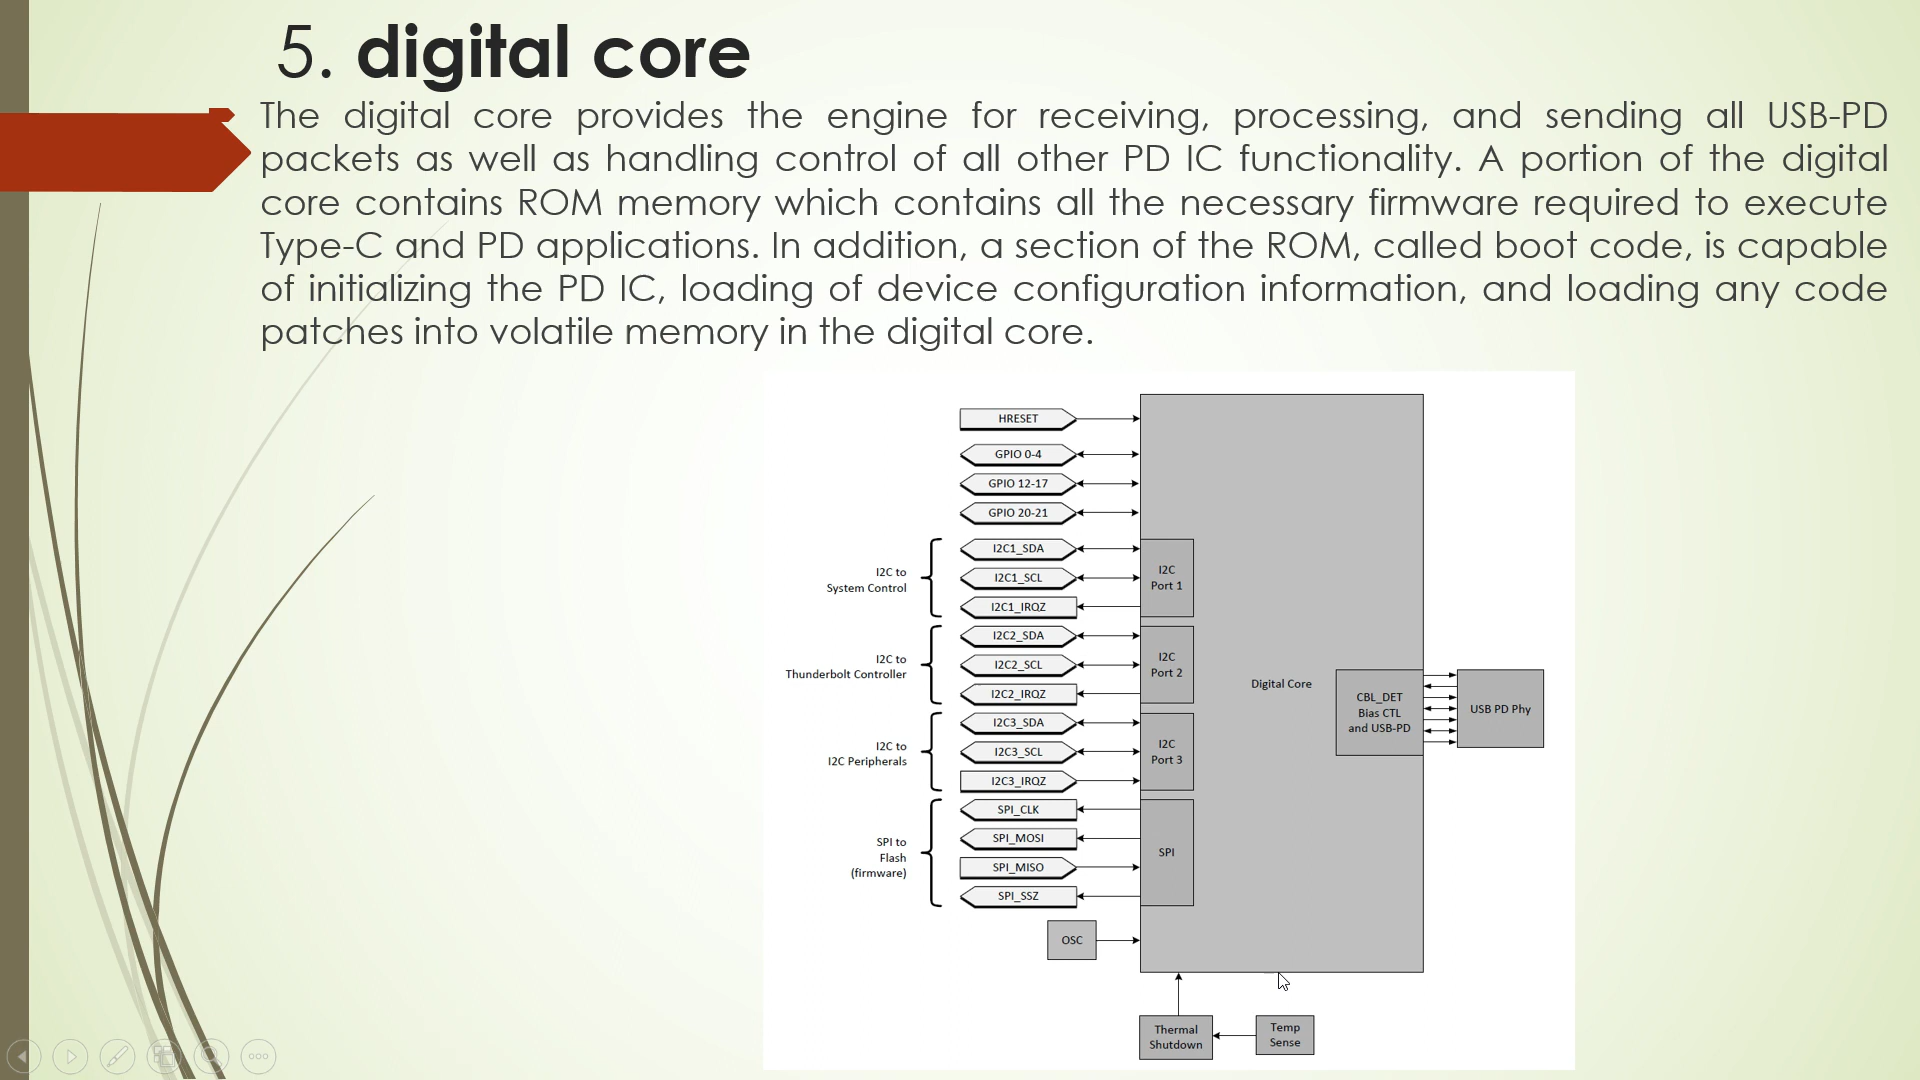 5. digital core
The digital core provides the engine for receiving, processing, and sending all USB-PD
packets as well as handling control of all other PD IC functionality. A portion of the digital
core contains ROM memory which contains all the necessary firmware required to execute
Type-C and PD applications. In addition, a section of the ROM, called boot code, is capable
of initializing the PD IC, loading of device configuration information, and loading any code
patches into volatile memory in the digital core.
HRESET
GPIO 0-4
GPIO 12-17
GPIO 20-21
I2C to
System Control
I2C1_SDA
I2C1_SCL
I2C1_IRQZ
I2C
Port 1
I2C to
Thunderbolt Controller
I2C2_SDA
I2C2_SCL
I2C2_IRQZ
I2C
Port 2
I2C to
I2C Peripherals
I2C3_SDA
I2C3_SCL
I2C3_IRQZ
I2C
Port 3
SPI to
Flash
(firmware)
SPI_CLK
SPI_MOSI
SPI_MISO
SPI_SSZ
SPI
Digital Core
CBL_DET
Bias CTL
and USB-PD
USB PD Phy
OSC
Thermal
Shutdown
Temp
Sense